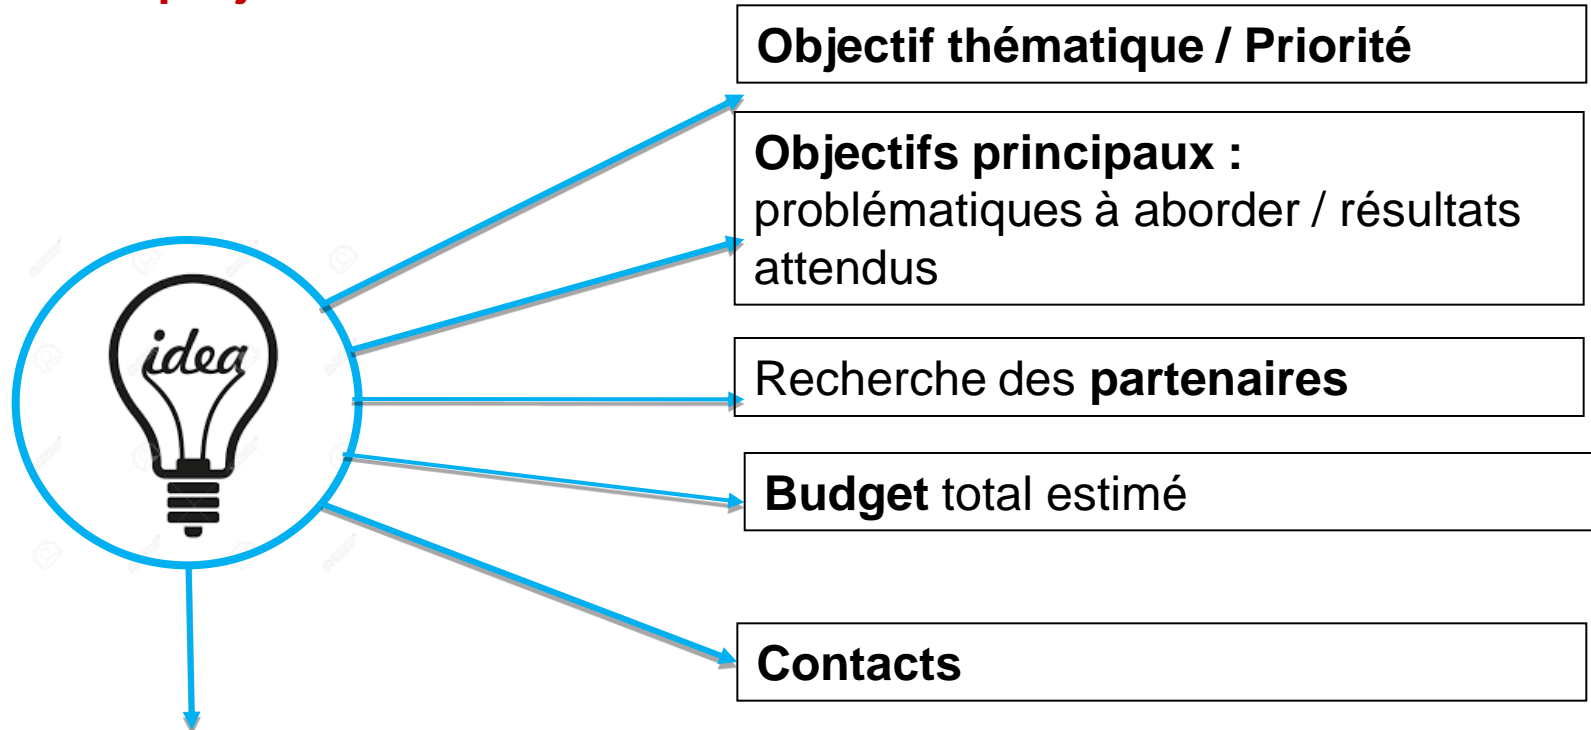 Objectif thématique / Priorité
Objectifs principaux :
problématiques à aborder / résultats
attendus
idea
Recherche des partenaires
Budget total estimé
Contacts